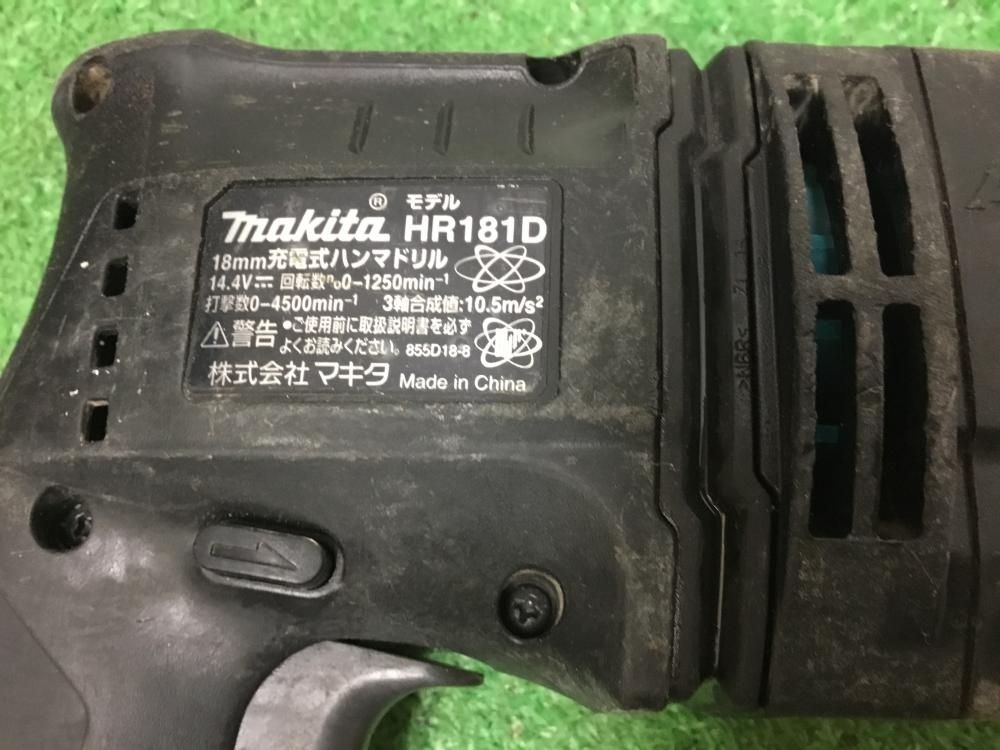 makita® モデル HR181D
18mm充電式ハンマドリル
14.4V⎓ 回転数n₀0-1250min⁻¹
打撃数0-4500min⁻¹ 3軸合成値:10.5m/s²
⚠警告 •ご使用前に取扱説明書を必ず
よくお読みください。 855D18-8
株式会社 マキタ Made in China
>NBR<